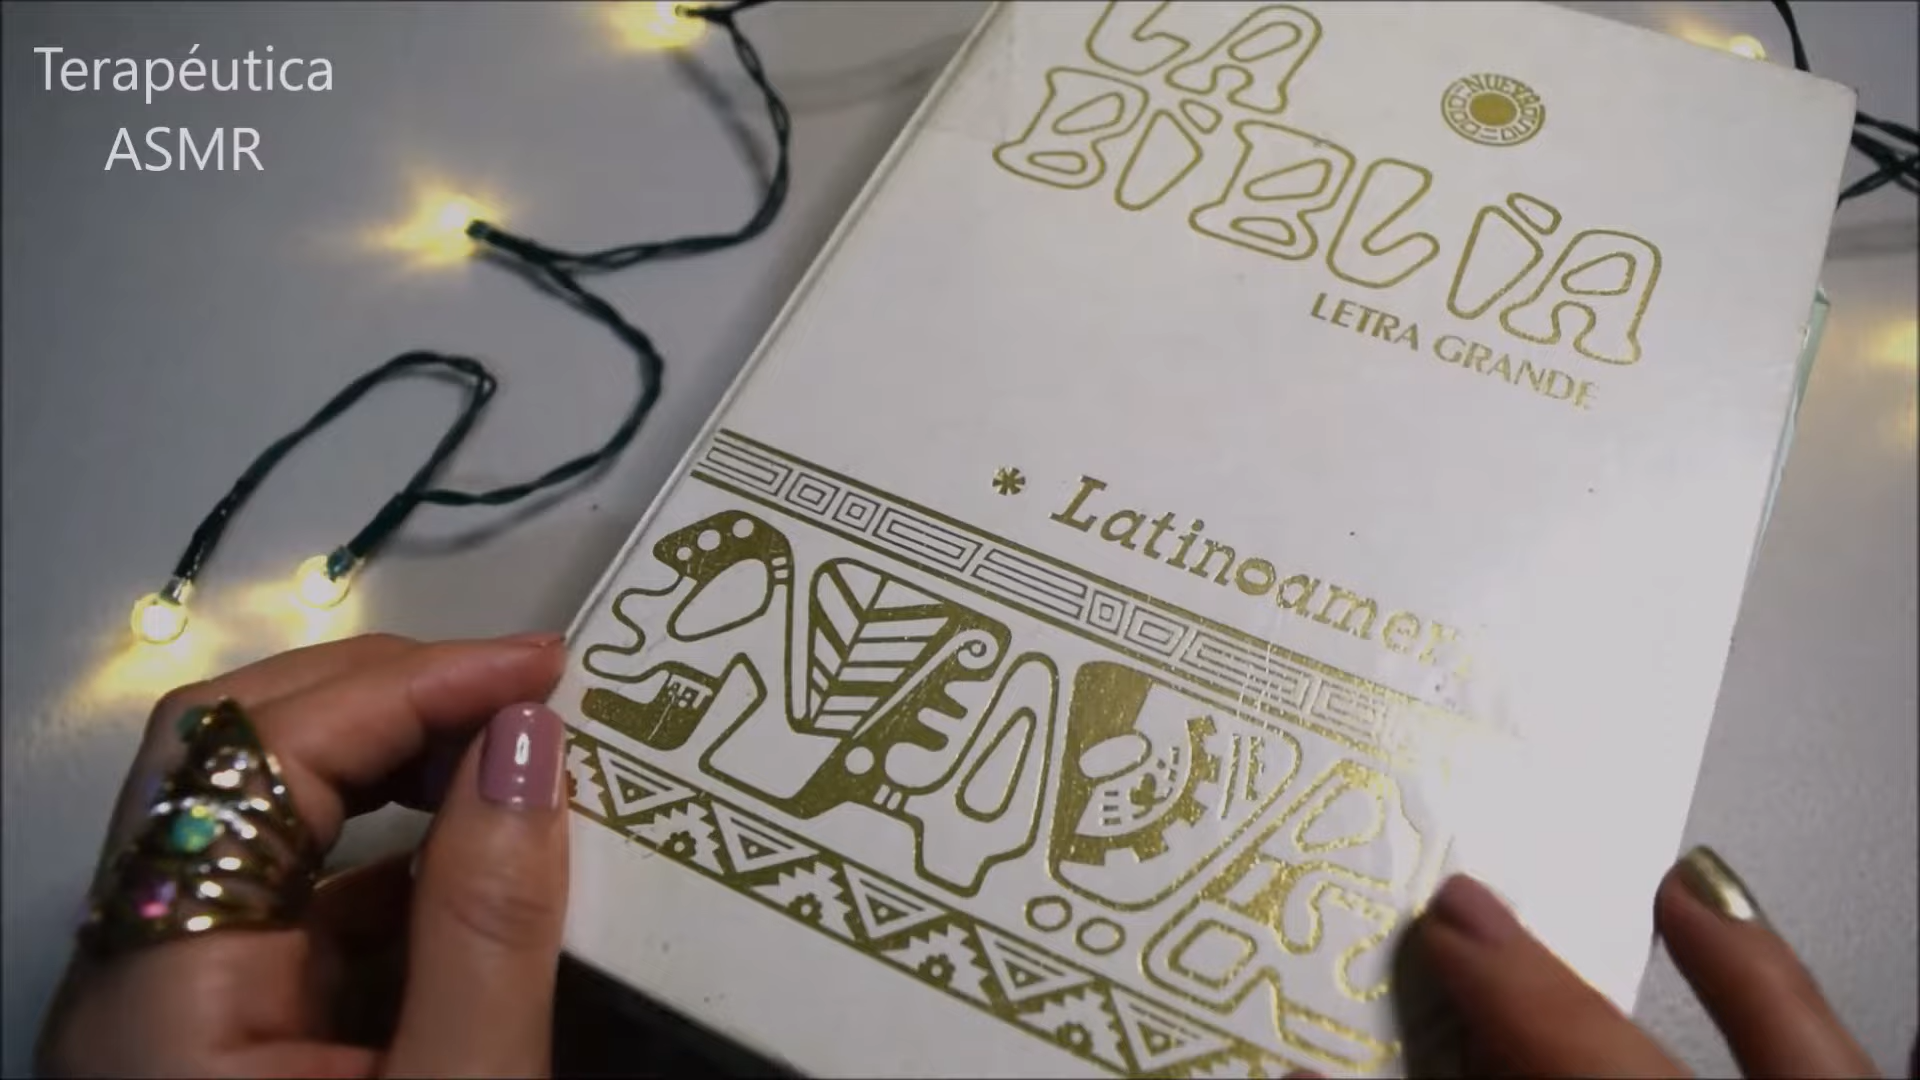 Terapéutica
ASMR
LA
BIBLIA
LETRA GRANDE
* Latinoamer